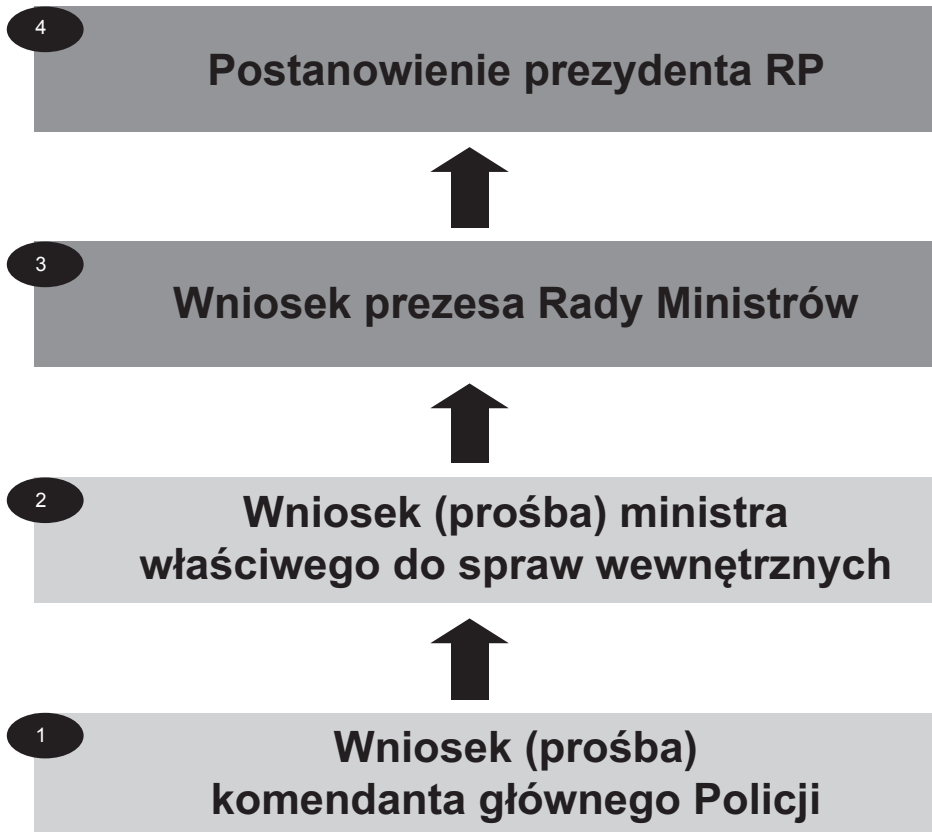 4
Postanowienie prezydenta RP
3
Wniosek prezesa Rady Ministrów
2
Wniosek (prośba) ministra
właściwego do spraw wewnętrznych
1
Wniosek (prośba)
komendanta głównego Policji